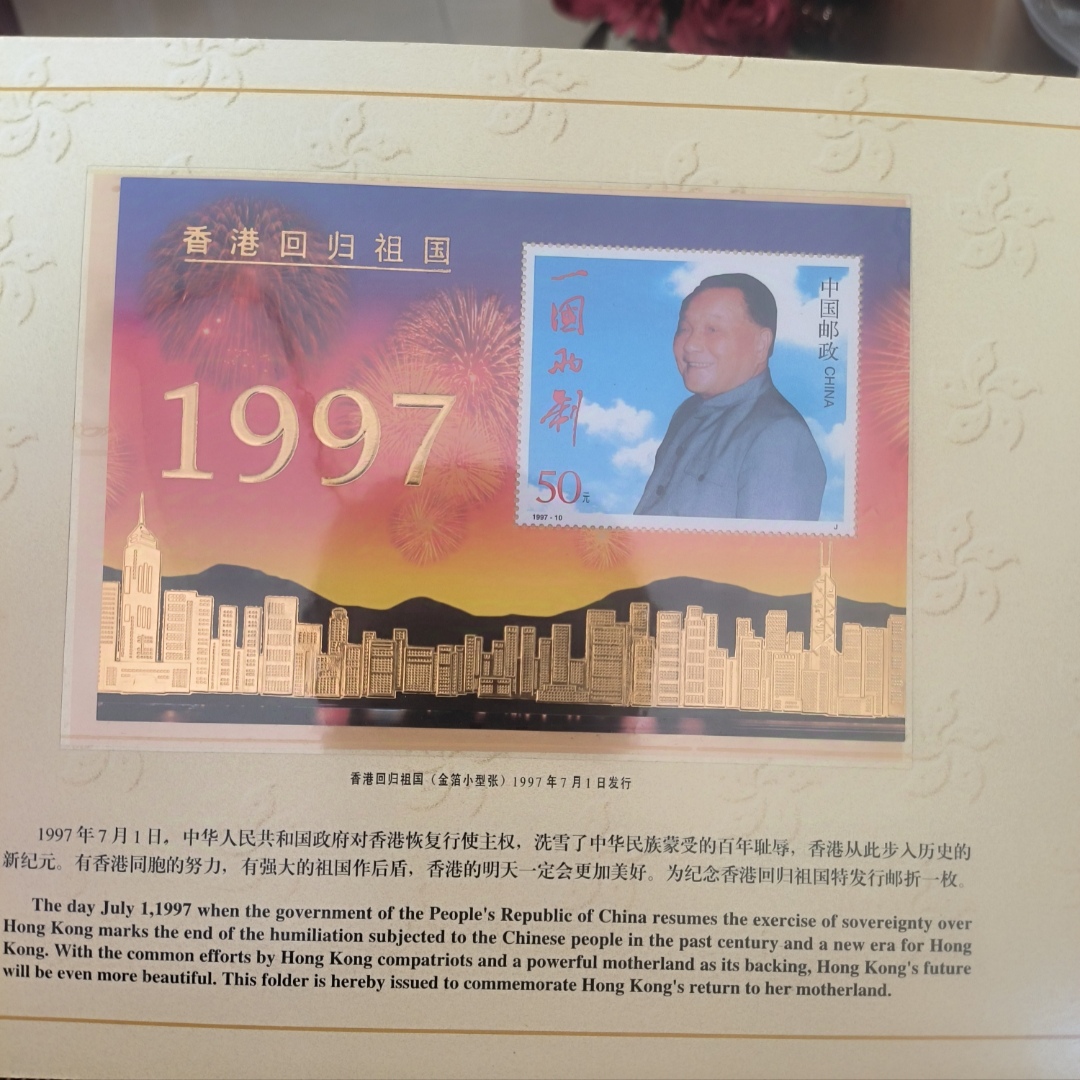 香港回归祖国
1997
一國兩制
中国邮政 CHINA
50元
1997-10
J
香港回归祖国（金箔小型张）1997年7月1日发行
1997年7月1日，中华人民共和国政府对香港恢复行使主权，洗雪了中华民族蒙受的百年耻辱，香港从此步入历史的
新纪元。有香港同胞的努力，有强大的祖国作后盾，香港的明天一定会更加美好。为纪念香港回归祖国特发行邮折一枚。
The day July 1,1997 when the government of the People's Republic of China resumes the exercise of sovereignty over
Hong Kong marks the end of the humiliation subjected to the Chinese people in the past century and a new era for Hong
Kong. With the common efforts by Hong Kong compatriots and a powerful motherland as its backing, Hong Kong's future
will be even more beautiful. This folder is hereby issued to commemorate Hong Kong's return to her motherland.